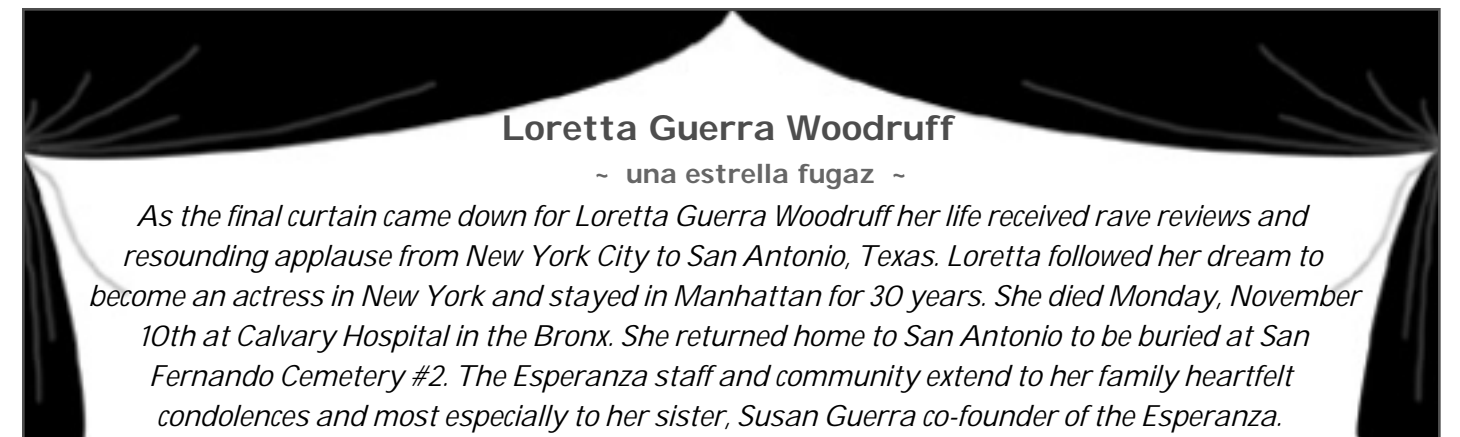 Loretta Guerra Woodruff
~ una estrella fugaz ~
As the final curtain came down for Loretta Guerra Woodruff her life received rave reviews and
resounding applause from New York City to San Antonio, Texas. Loretta followed her dream to
become an actress in New York and stayed in Manhattan for 30 years. She died Monday, November
10th at Calvary Hospital in the Bronx. She returned home to San Antonio to be buried at San
Fernando Cemetery #2. The Esperanza staff and community extend to her family heartfelt
condolences and most especially to her sister, Susan Guerra co-founder of the Esperanza.